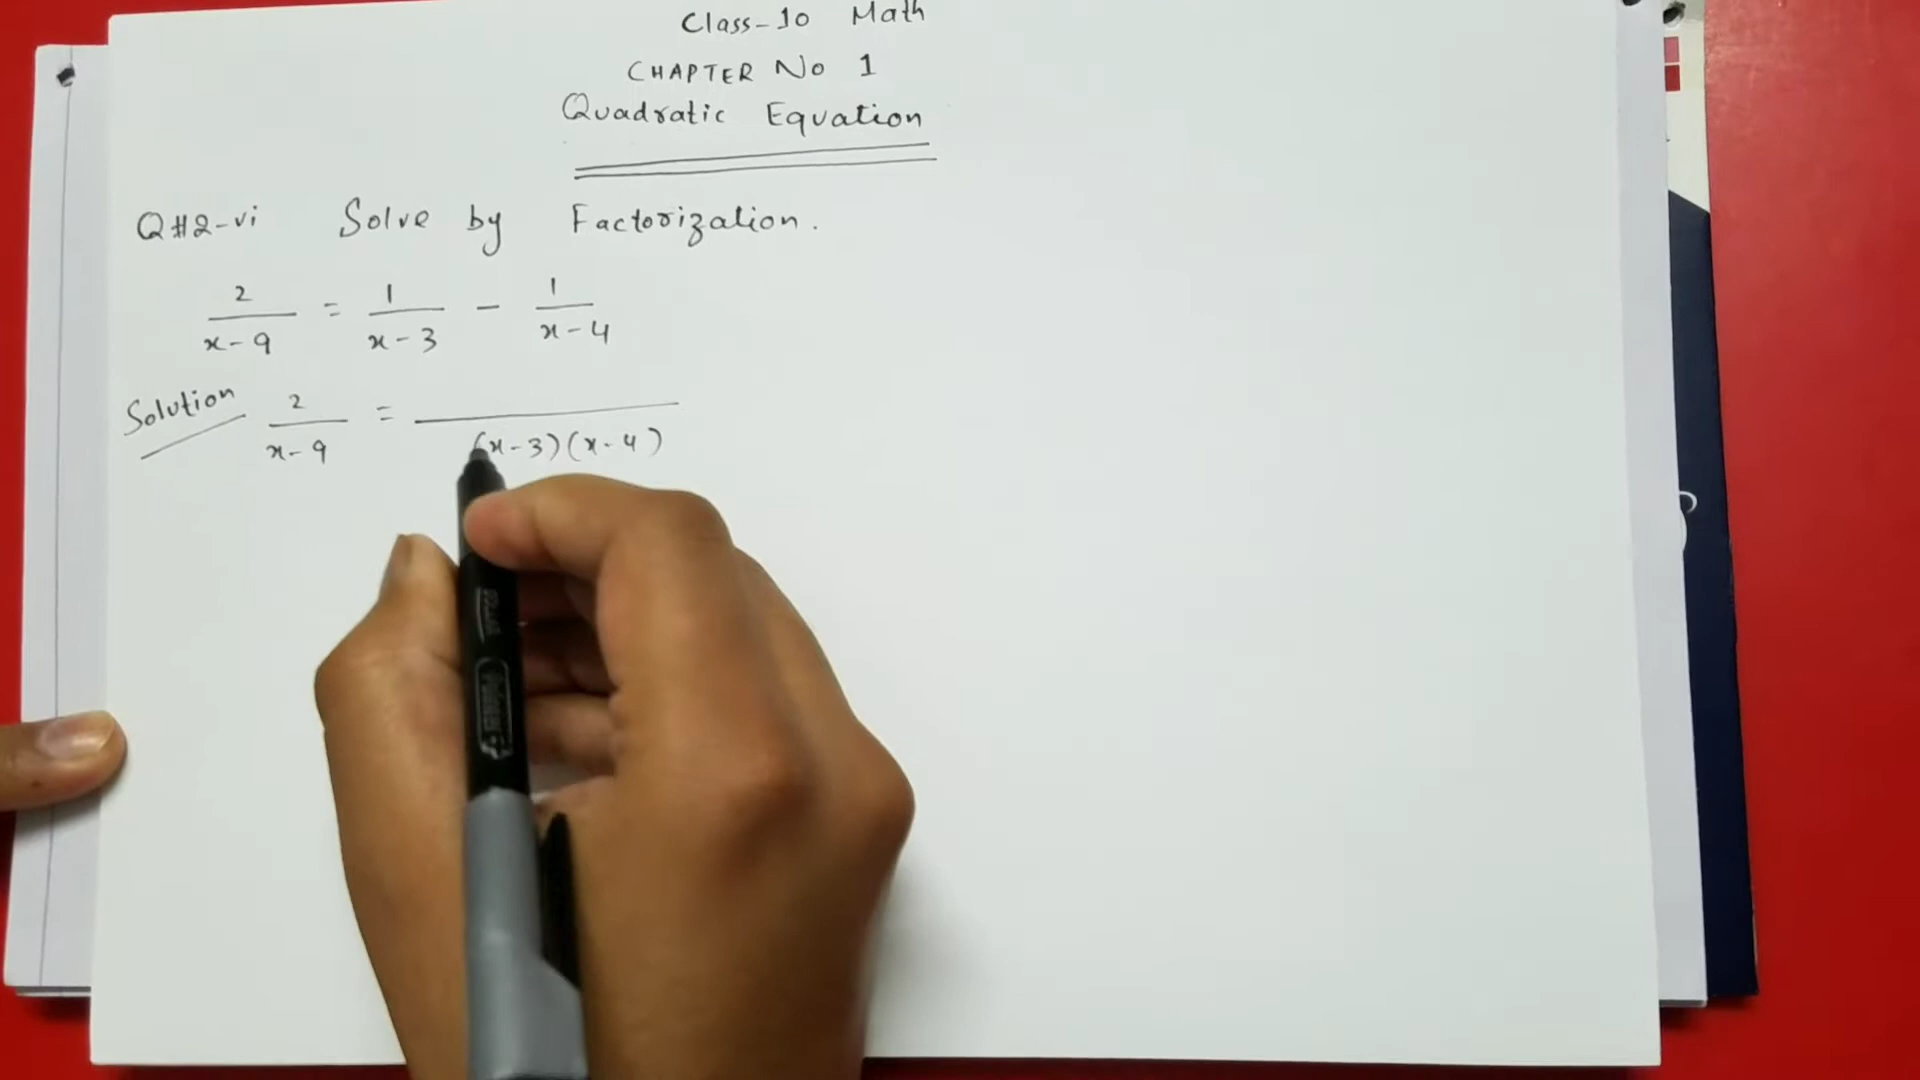 Class-10 Math
CHAPTER No 1
Quadratic Equation
Q#2-vi Solve by Factorization.
2/(x-9) = 1/(x-3) - 1/(x-4)
Solution 2/(x-9) = /(x-3)(x-4)